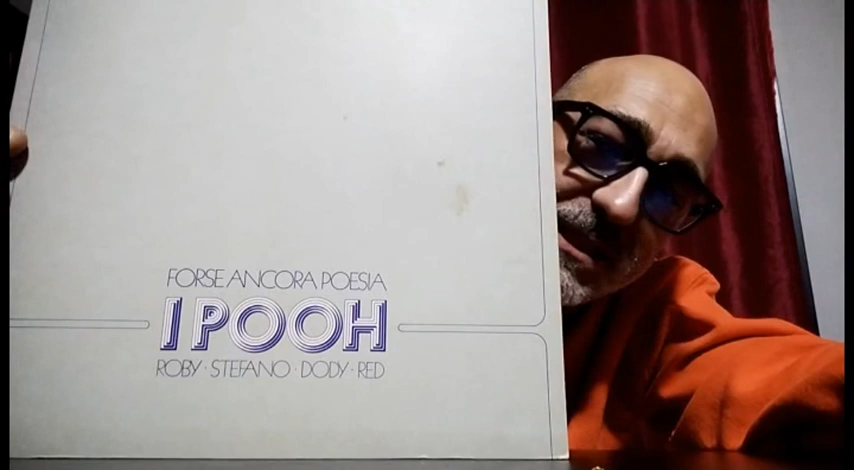 FORSE ANCORA POESIA
I POOH
ROBY · STEFANO · DODY · RED